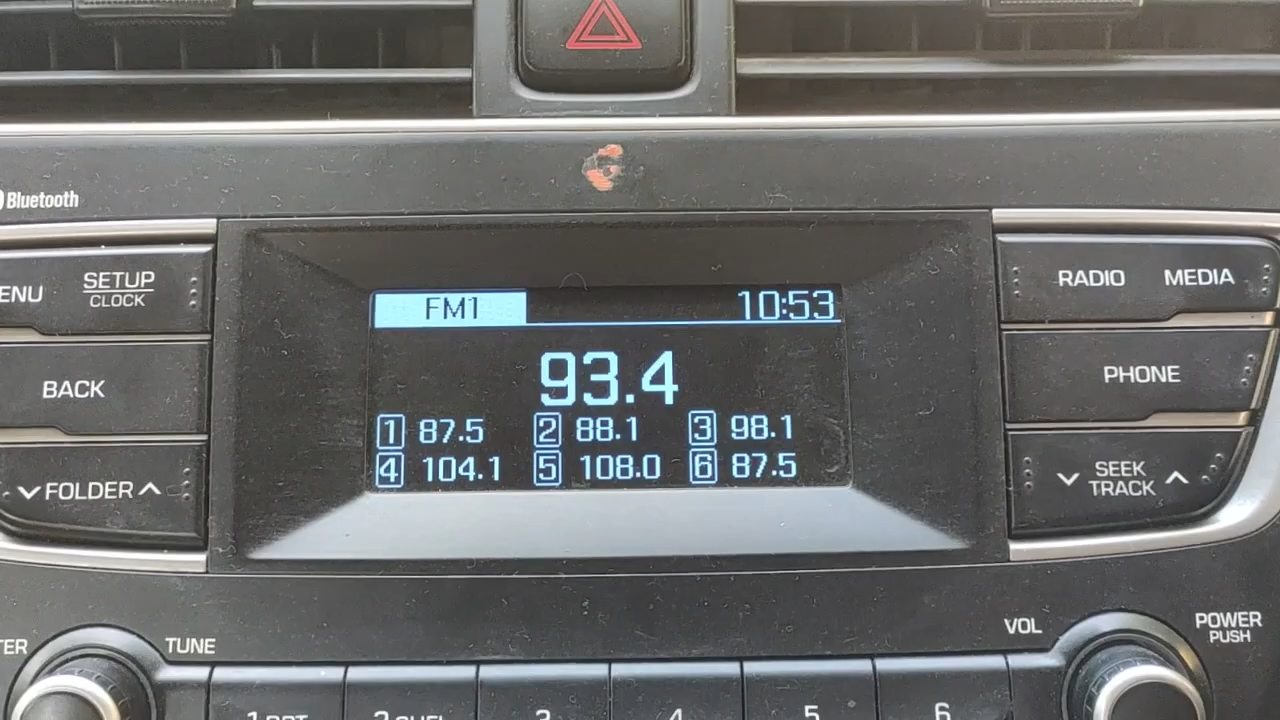 Bluetooth
SETUP
CLOCK
BACK
FOLDER
FM1 10:53
93.4
1 87.5 2 88.1 3 98.1
4 104.1 5 108.0 6 87.5
RADIO MEDIA
PHONE
SEEK
TRACK
TUNE
VOL
POWER
PUSH
1 2 3 4 5 6